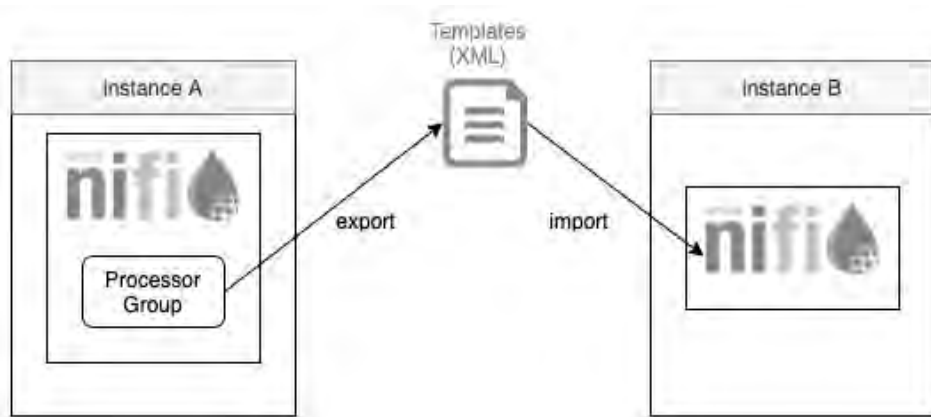 Templates
(XML)
Instance A
Instance B
nifi
nifi
export
import
Processor
Group